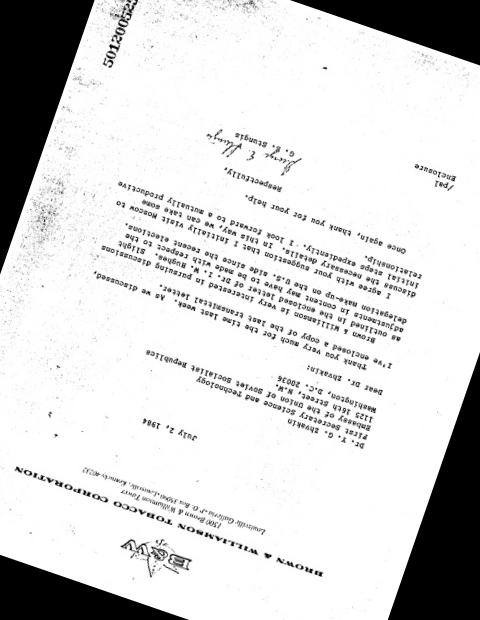 B&W
BROWN & WILLIAMSON TOBACCO CORPORATION
1500 Brown & Williamson Tower
Louisville Galleria P.O. Box 35090 Louisville, Kentucky 40232
July 2, 1984
Dr. Y. G. Zhvakin
First Secretary Science and Technology
Embassy of the Union of Soviet Socialist Republics
1125 16th Street, N.W.
Washington, D.C. 20036
Dear Dr. Zhvakin:
Thank you very much for the time last week. As we discussed,
I've enclosed a copy of the last transmittal letter.
Brown & Williamson is very interested in pursuing discussions
as outlined in the enclosed letter of Dr. I. W. Hughes. Slight
adjustments in content may have to be made with respect to the
delegation make-up on the U.S. side since the recent elections.
I agree with your suggestion that I initially visit Moscow to
discuss the necessary details. In this way, we can take some
initial steps expediently. I look forward to a mutually productive
relationship.
Once again, thank you for your help.
Respectfully,
G. E. Stungis
/pal
Enclosure